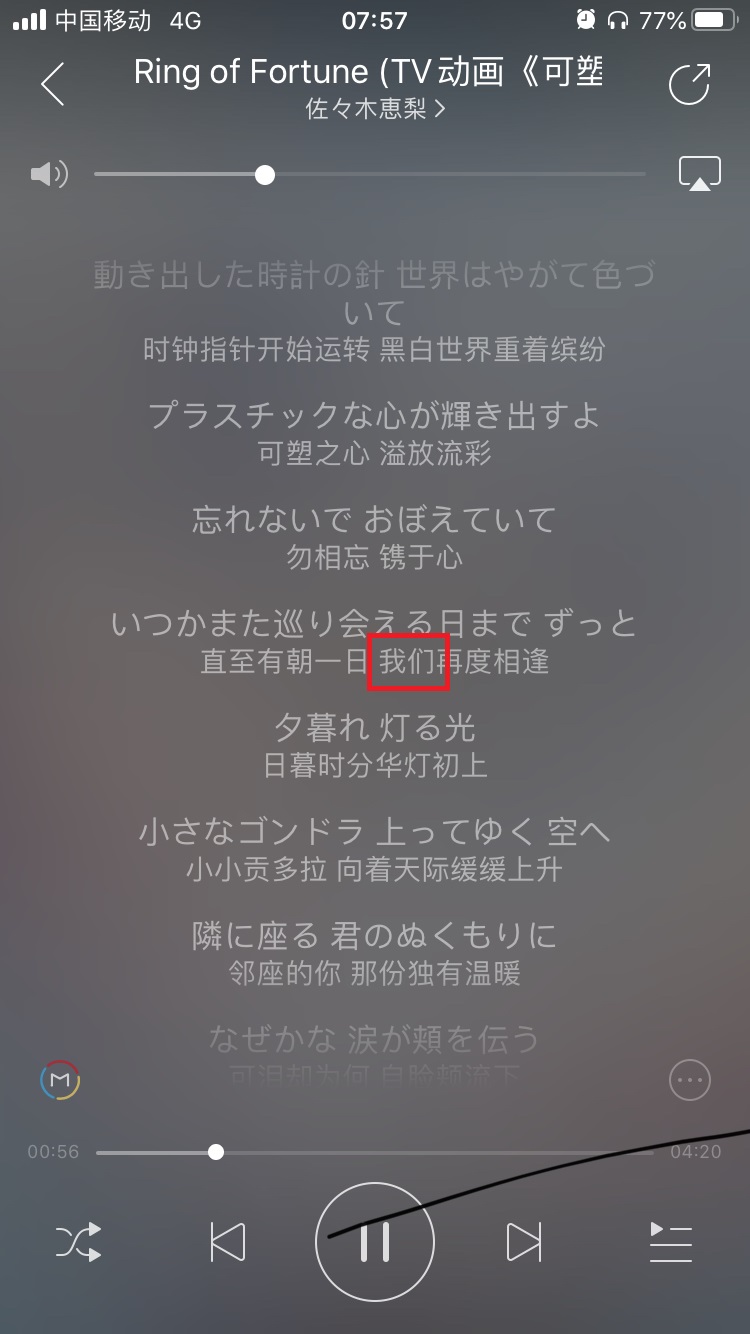 中国移动 4G 07:57 77%
Ring of Fortune (TV动画《可塑
佐々木恵梨
動き出した時計の針 世界はやがて色づ
いて
时钟指针开始运转 黑白世界重着缤纷
プラスチックな心が輝き出すよ
可塑之心 溢放流彩
忘れないで おぼえていて
勿相忘 镌于心
いつかまた巡り会える日まで ずっと
直至有朝一日 我们再度相逢
夕暮れ 灯る光
日暮时分华灯初上
小さなゴンドラ 上ってゆく 空へ
小小贡多拉 向着天际缓缓上升
隣に座る 君のぬくもりに
邻座的你 那份独有温暖
なぜかな 涙が頬を伝う
可泪却为何 自脸颊流下
00:56 04:20